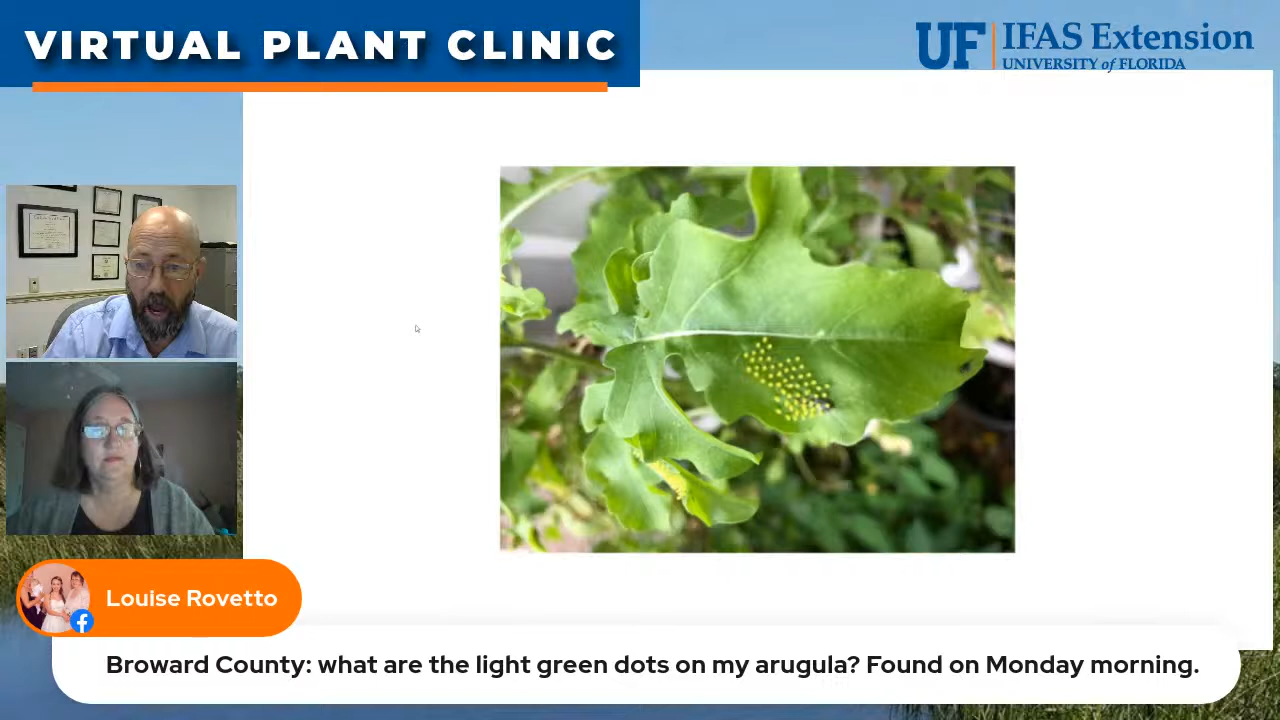 VIRTUAL PLANT CLINIC
UF IFAS Extension
UNIVERSITY of FLORIDA
Louise Rovetto
Broward County: what are the light green dots on my arugula? Found on Monday morning.